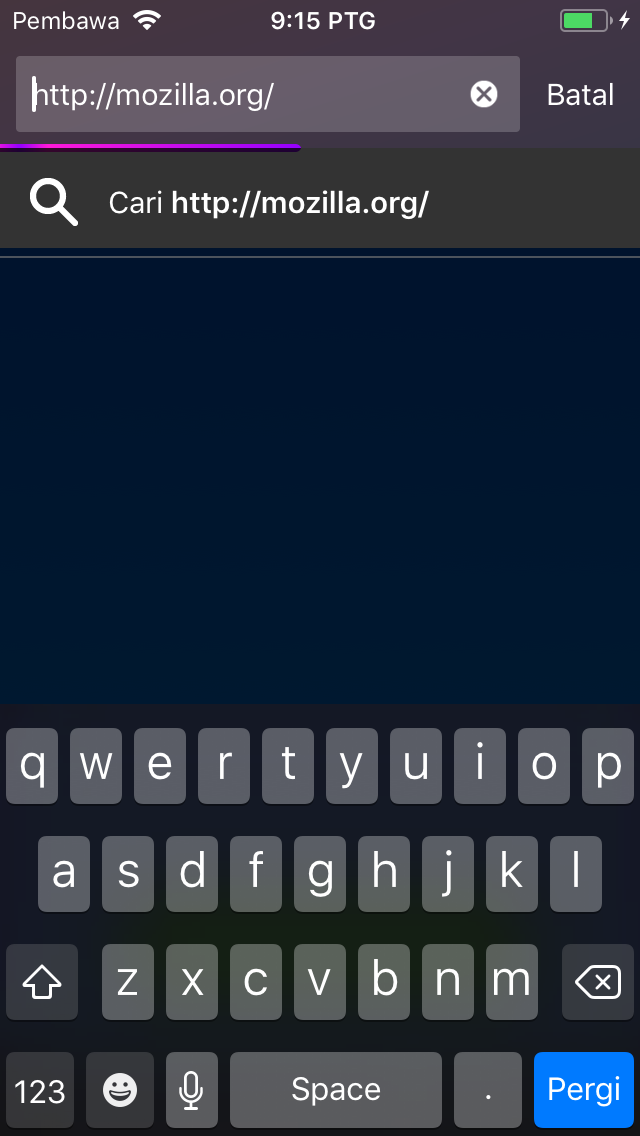 Pembawa 9:15 PTG
http://mozilla.org/ Batal
Cari http://mozilla.org/
q w e r t y u i o p
a s d f g h j k l
z x c v b n m
123 Space . Pergi